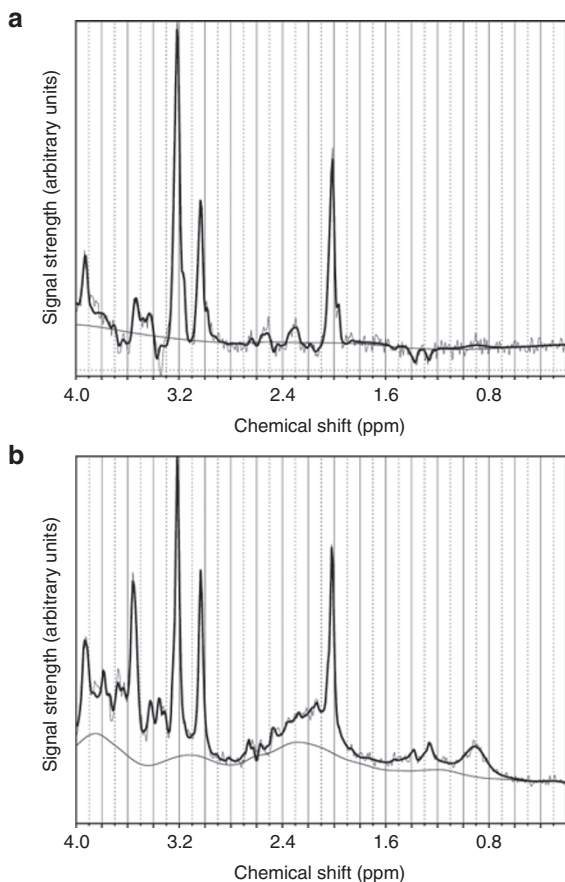 a
Signal strength (arbitrary units)
4.0 3.2 2.4 1.6 0.8
Chemical shift (ppm)
b
Signal strength (arbitrary units)
4.0 3.2 2.4 1.6 0.8
Chemical shift (ppm)